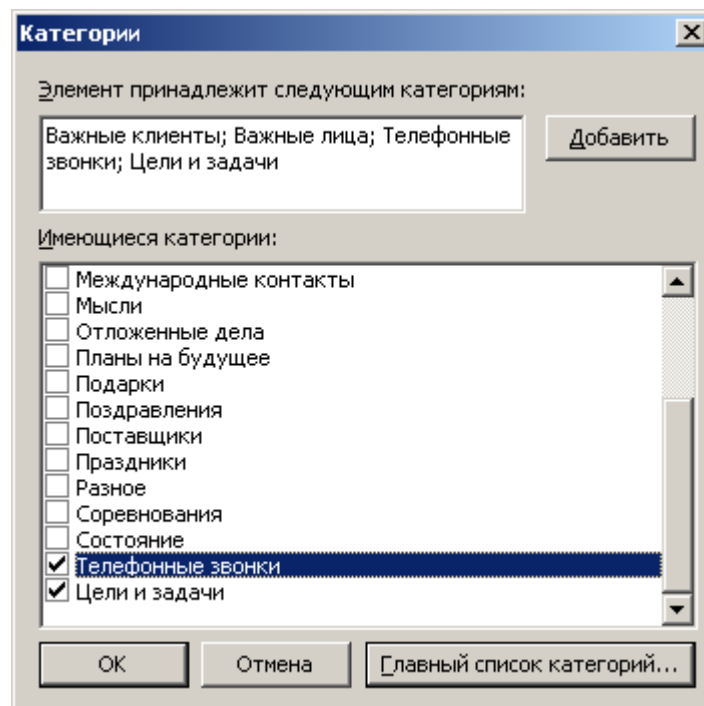 Категории
Элемент принадлежит следующим категориям:
Важные клиенты; Важные лица; Телефонные
звонки; Цели и задачи
Добавить
Имеющиеся категории:
Международные контакты
Мысли
Отложенные дела
Планы на будущее
Подарки
Поздравления
Поставщики
Праздники
Разное
Соревнования
Состояние
Телефонные звонки
Цели и задачи
ОК
Отмена
Главный список категорий...